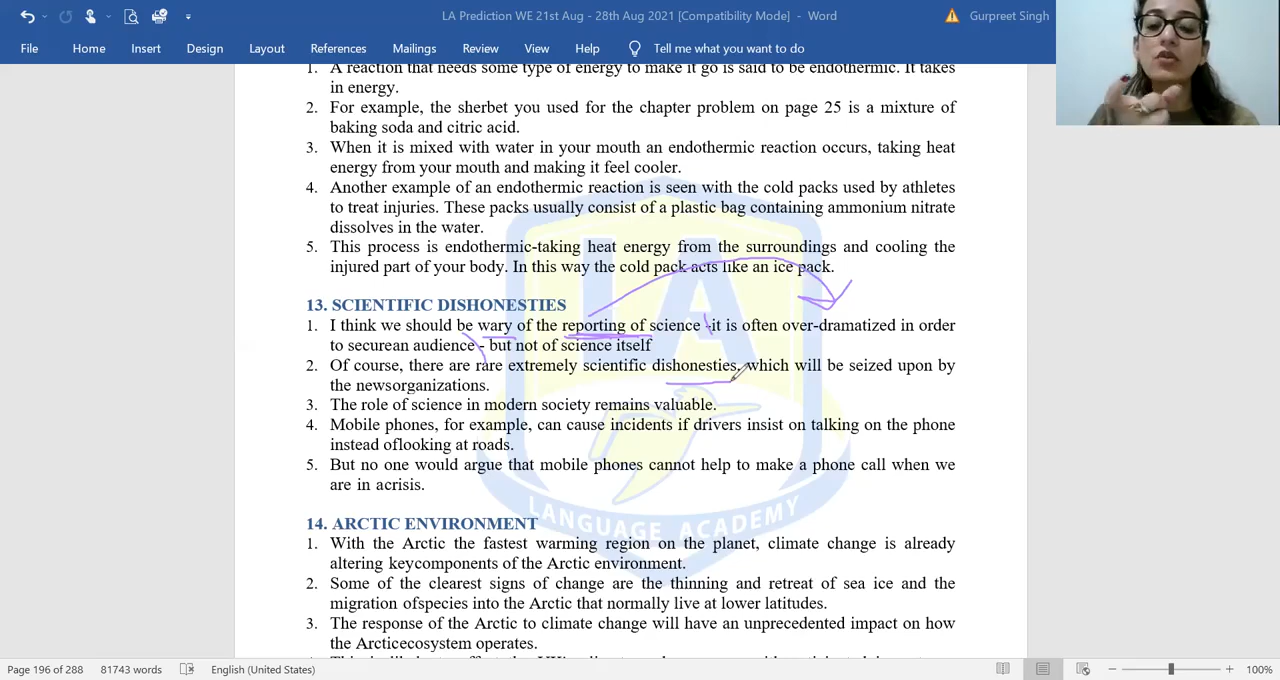 LA Prediction WE 21st Aug - 28th Aug 2021 [Compatibility Mode] - Word
Gurpreet Singh
File Home Insert Design Layout References Mailings Review View Help Tell me what you want to do
1. A reaction that needs some type of energy to make it go is said to be endothermic. It takes
in energy.
2. For example, the sherbet you used for the chapter problem on page 25 is a mixture of
baking soda and citric acid.
3. When it is mixed with water in your mouth an endothermic reaction occurs, taking heat
energy from your mouth and making it feel cooler.
4. Another example of an endothermic reaction is seen with the cold packs used by athletes
to treat injuries. These packs usually consist of a plastic bag containing ammonium nitrate
dissolves in the water.
5. This process is endothermic-taking heat energy from the surroundings and cooling the
injured part of your body. In this way the cold pack acts like an ice pack.
13. SCIENTIFIC DISHONESTIES
1. I think we should be wary of the reporting of science -it is often over-dramatized in order
to securean audience - but not of science itself
2. Of course, there are rare extremely scientific dishonesties, which will be seized upon by
the newsorganizations.
3. The role of science in modern society remains valuable.
4. Mobile phones, for example, can cause incidents if drivers insist on talking on the phone
instead oflooking at roads.
5. But no one would argue that mobile phones cannot help to make a phone call when we
are in acrisis.
LA
LANGUAGE ACADEMY
14. ARCTIC ENVIRONMENT
1. With the Arctic the fastest warming region on the planet, climate change is already
altering keycomponents of the Arctic environment.
2. Some of the clearest signs of change are the thinning and retreat of sea ice and the
migration ofspecies into the Arctic that normally live at lower latitudes.
3. The response of the Arctic to climate change will have an unprecedented impact on how
the Arcticecosystem operates.
Page 196 of 288 81743 words English (United States) 100%